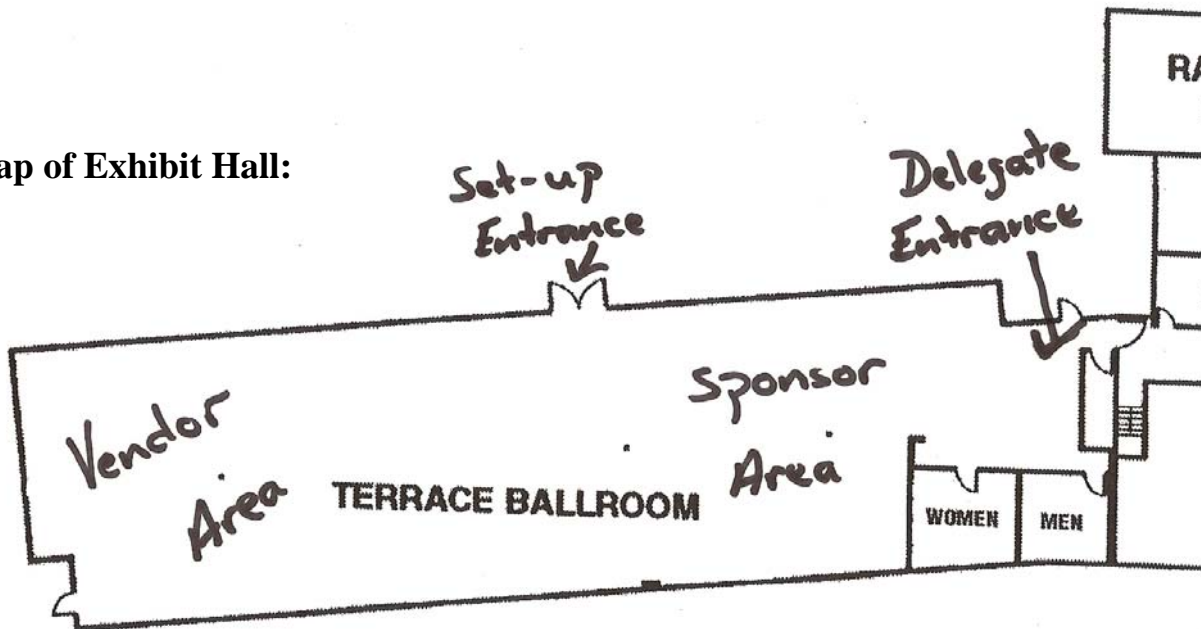 RA
ap of Exhibit Hall:
Set-up
Entrance
Delegate
Entrance
Vendor
Area
TERRACE BALLROOM
Sponsor
Area
WOMEN
MEN